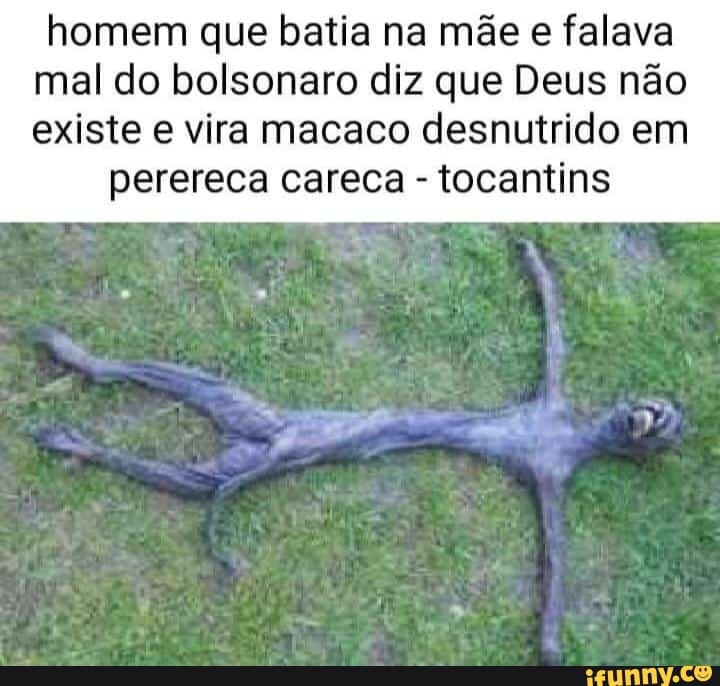 homem que batia na mãe e falava
mal do bolsonaro diz que Deus não
existe e vira macaco desnutrido em
perereca careca - tocantins
ifunny.co